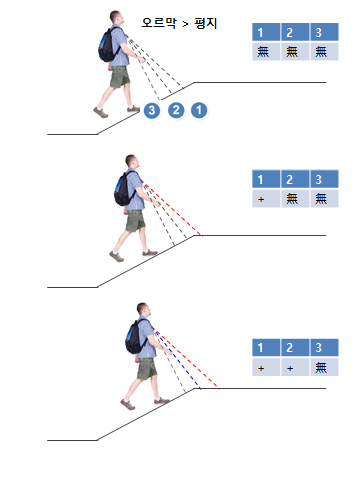 오르막 > 평지
1 2 3
無 無 無
3 2 1
1 2 3
+ 無 無
1 2 3
+ + 無